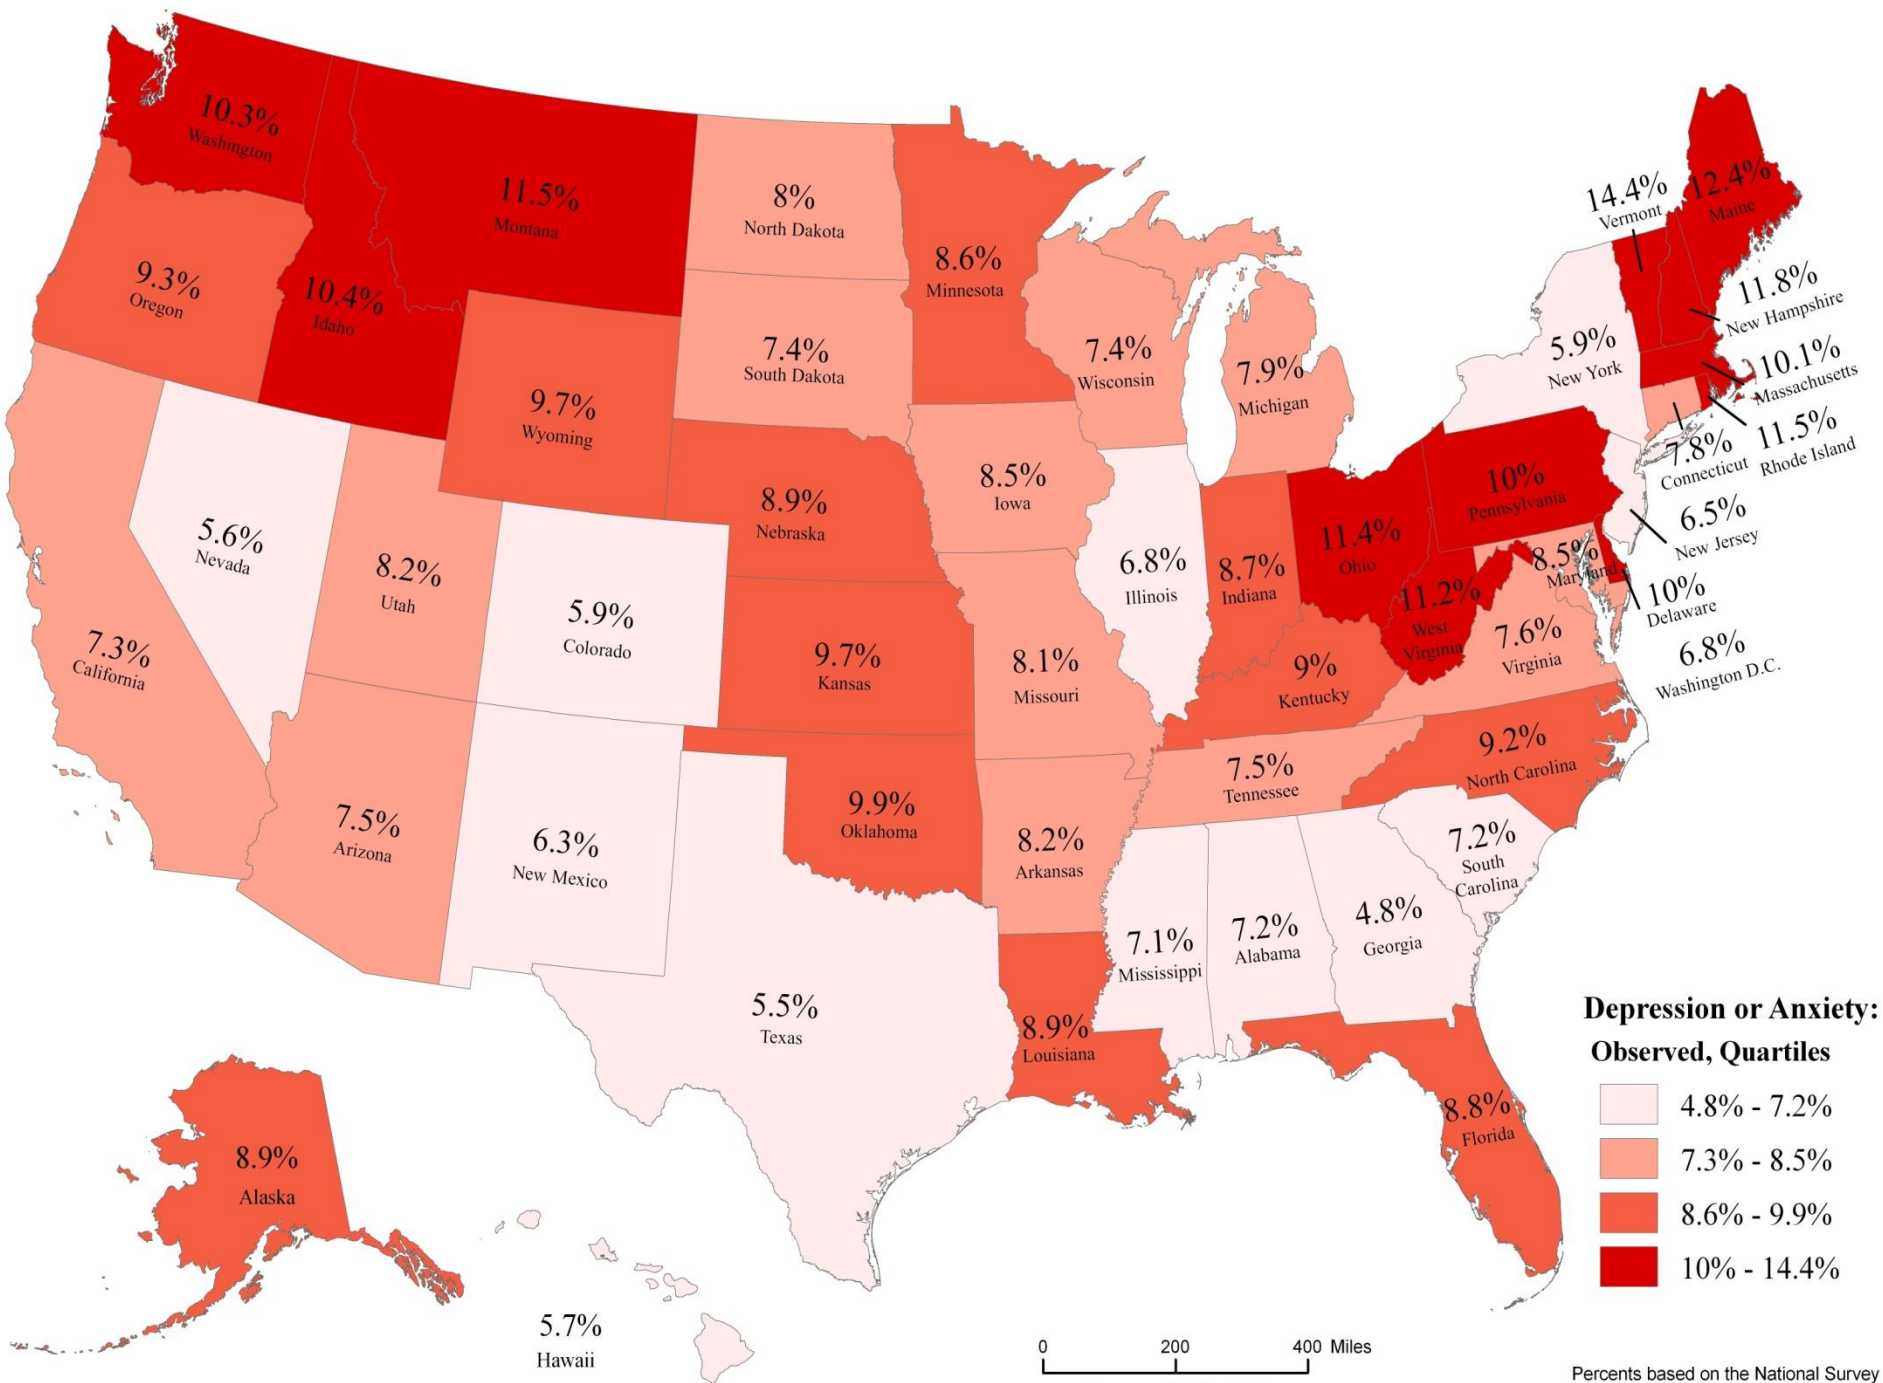 10.3%
Washington
11.5%
Montana
8%
North Dakota
8.6%
Minnesota
14.4%
Vermont
12.4%
Maine
9.3%
Oregon
10.4%
Idaho
11.8%
New Hampshire
7.4%
South Dakota
7.4%
Wisconsin
7.9%
Michigan
5.9%
New York
10.1%
Massachusetts
9.7%
Wyoming
11.5%
Rhode Island
7.8%
Connecticut
8.9%
Nebraska
8.5%
Iowa
10%
Pennsylvania
6.5%
New Jersey
5.6%
Nevada
8.2%
Utah
5.9%
Colorado
6.8%
Illinois
8.7%
Indiana
11.4%
Ohio
8.5%
Maryland
10%
Delaware
11.2%
West
Virginia
7.6%
Virginia
6.8%
Washington D.C.
7.3%
California
9.7%
Kansas
8.1%
Missouri
9%
Kentucky
9.2%
North Carolina
7.5%
Tennessee
7.5%
Arizona
6.3%
New Mexico
9.9%
Oklahoma
8.2%
Arkansas
7.2%
South
Carolina
7.1%
Mississippi
7.2%
Alabama
4.8%
Georgia
5.5%
Texas
8.9%
Louisiana
8.8%
Florida
8.9%
Alaska
5.7%
Hawaii
Depression or Anxiety:
Observed, Quartiles
4.8% - 7.2%
7.3% - 8.5%
8.6% - 9.9%
10% - 14.4%
0 200 400 Miles
Percents based on the National Survey